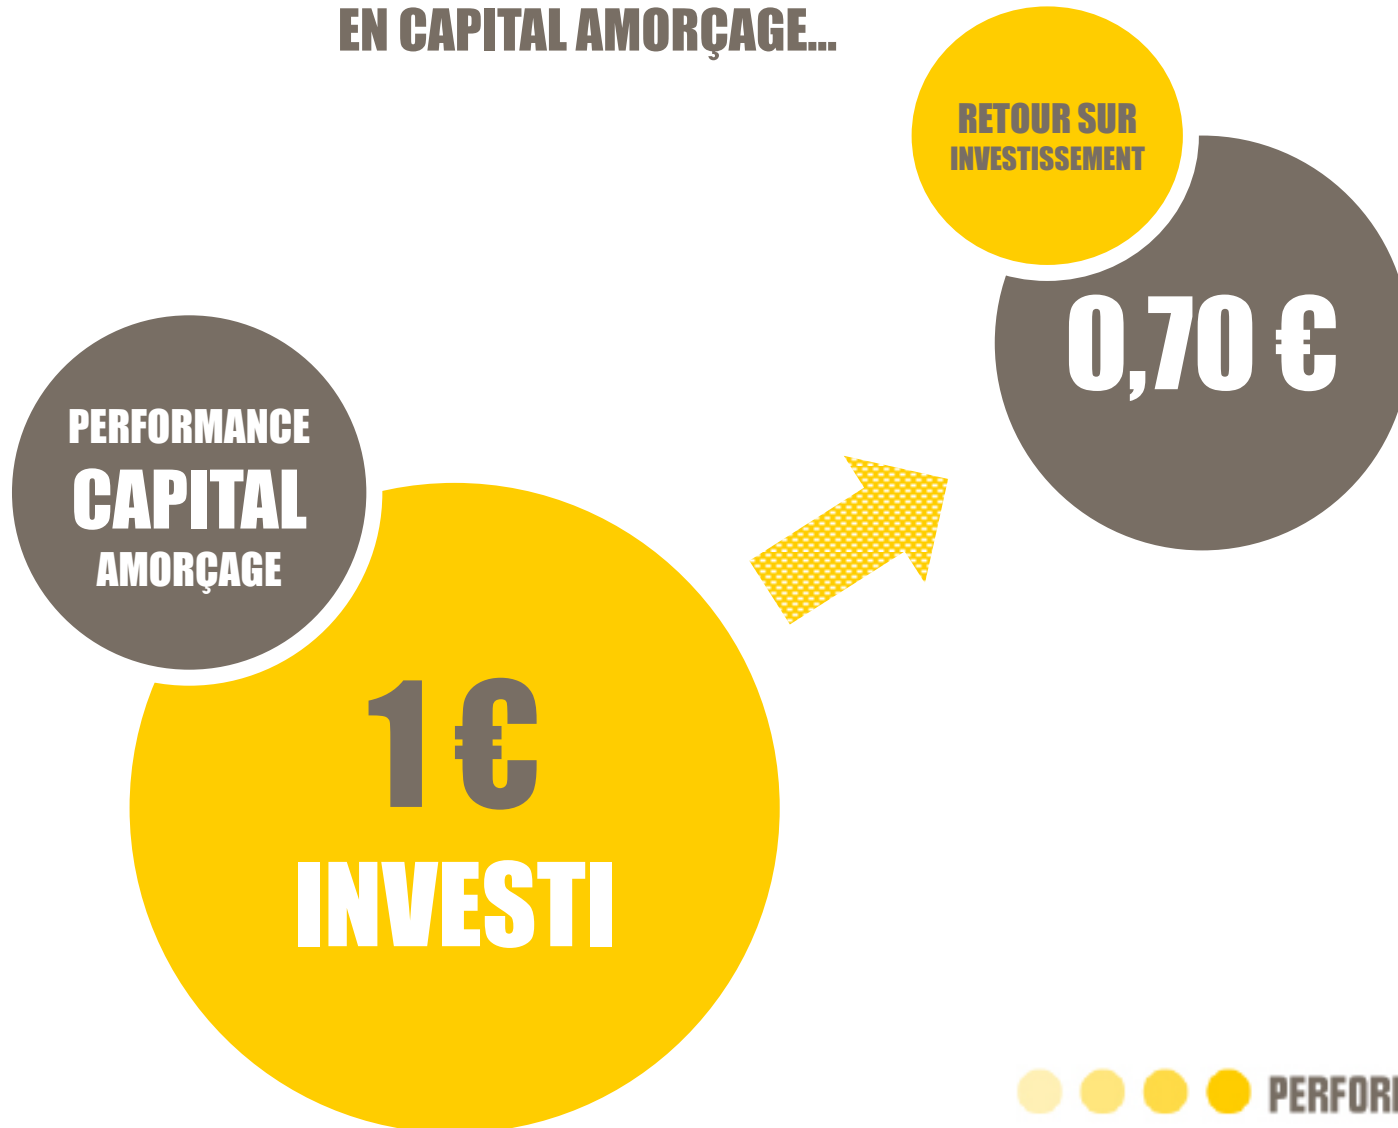 EN CAPITAL AMORÇAGE...
RETOUR SUR
INVESTISSEMENT
0,70 €
PERFORMANCE
CAPITAL
AMORÇAGE
1 €
INVESTI